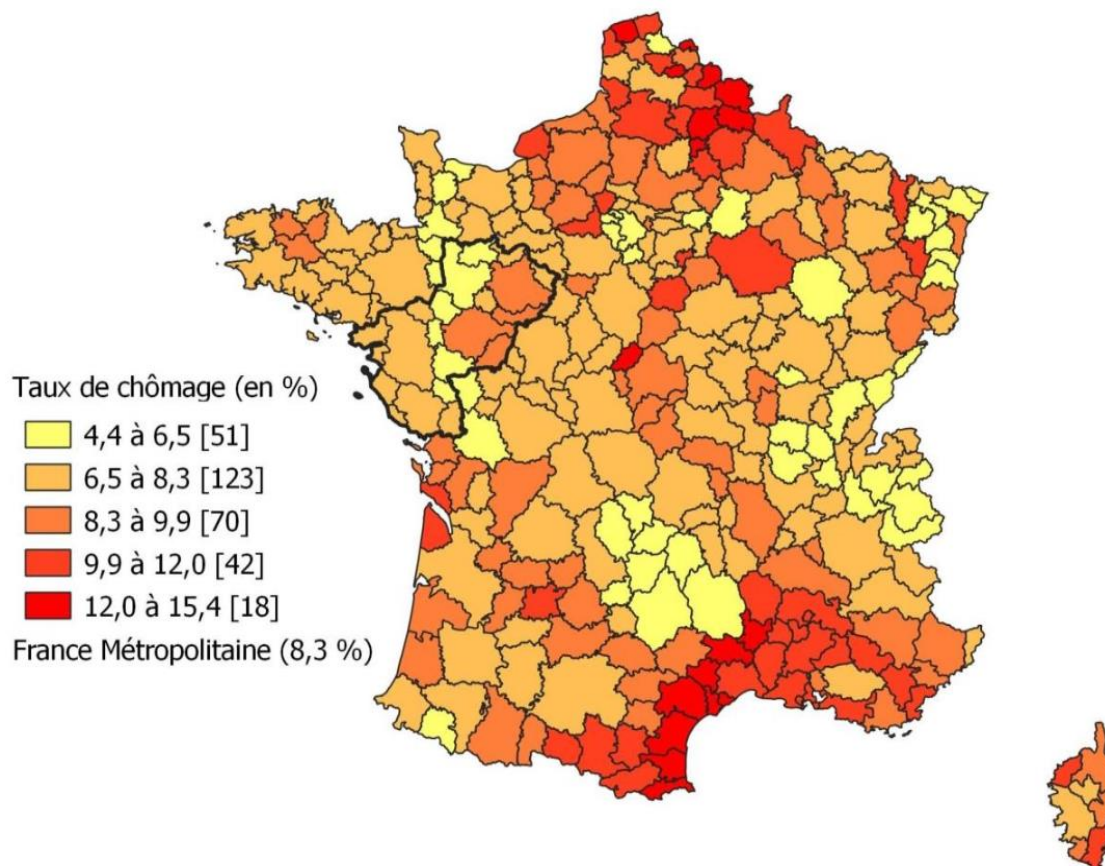 Taux de chômage (en %)
4,4 à 6,5 [51]
6,5 à 8,3 [123]
8,3 à 9,9 [70]
9,9 à 12,0 [42]
12,0 à 15,4 [18]
France Métropolitaine (8,3 %)